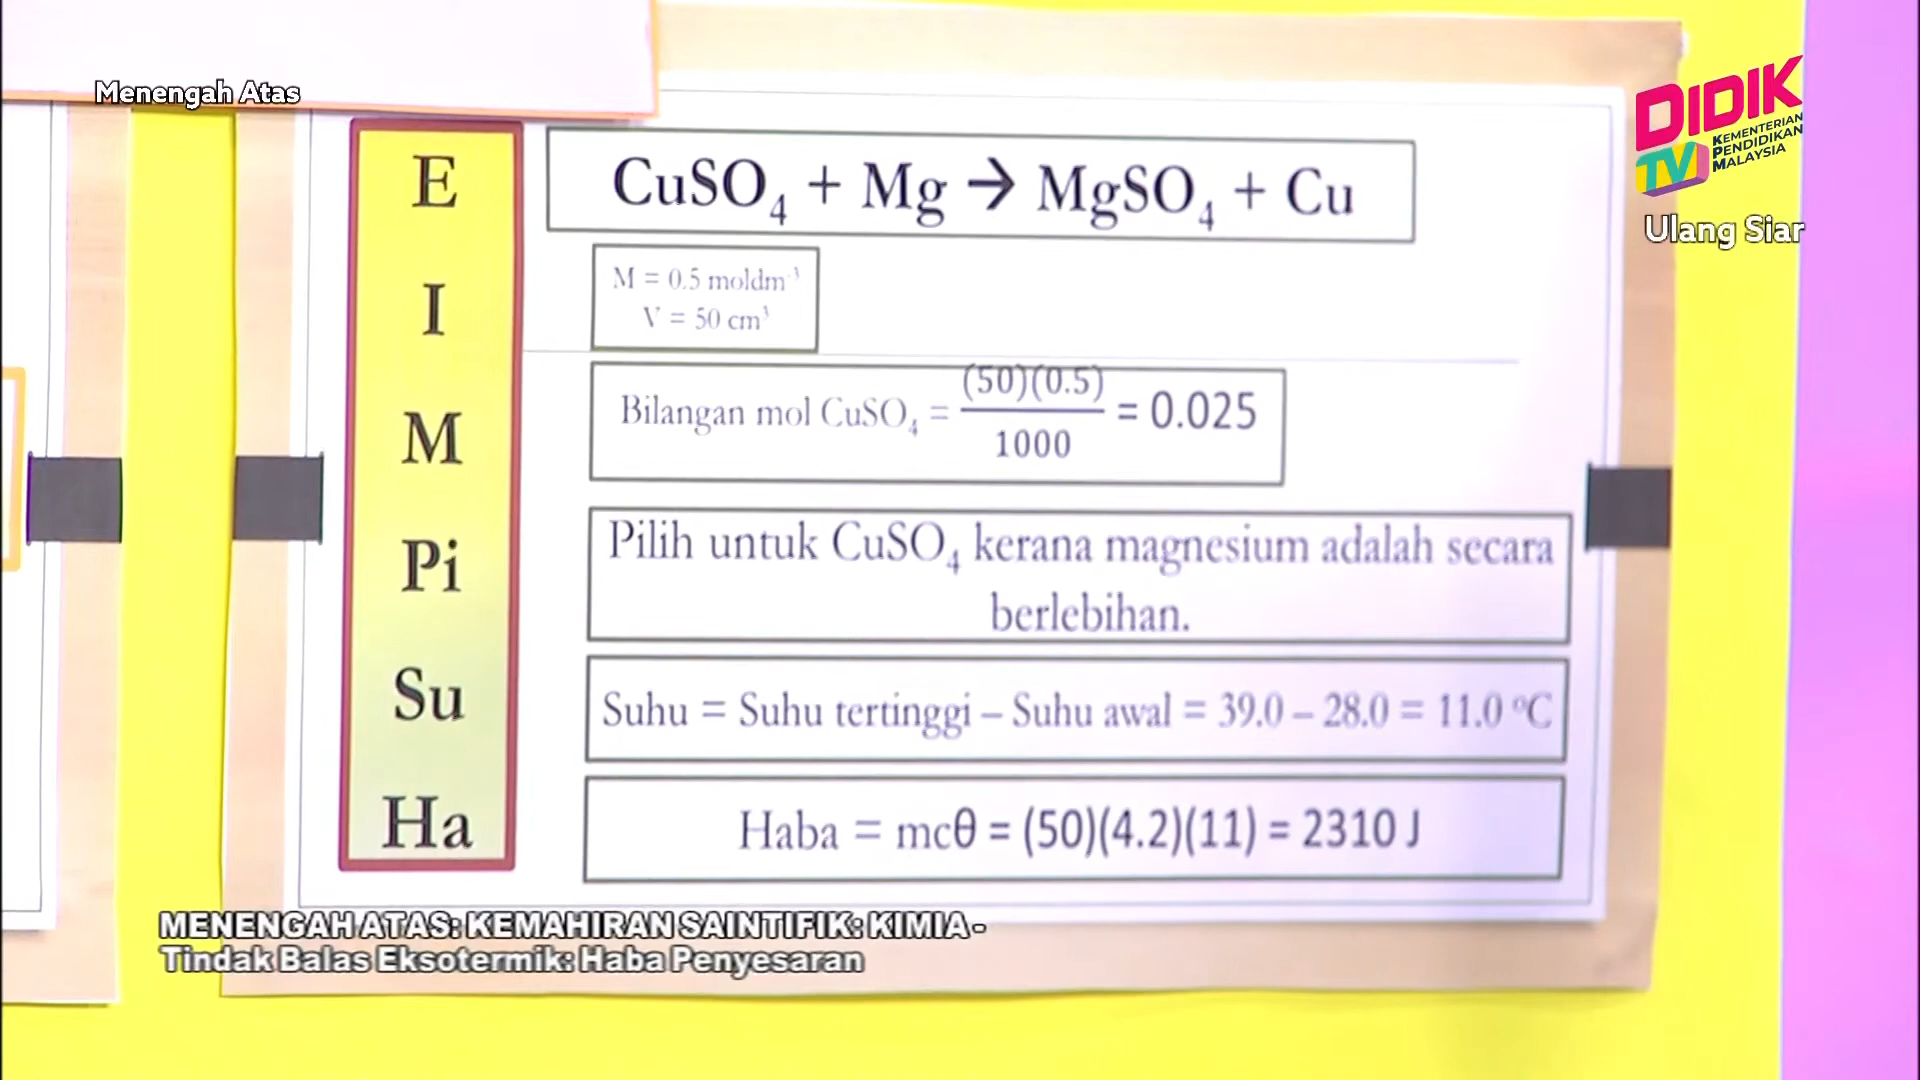 Menengah Atas
DIDIK
TV
KEMENTERIAN
PENDIDIKAN
MALAYSIA
Ulang Siar
E
I
M
Pi
Su
Ha
CuSO₄ + Mg → MgSO₄ + Cu
M = 0.5 moldm⁻³
V = 50 cm³
Bilangan mol CuSO₄ = (50)(0.5)/1000 = 0.025
Pilih untuk CuSO₄ kerana magnesium adalah secara
berlebihan.
Suhu = Suhu tertinggi – Suhu awal = 39.0 – 28.0 = 11.0 °C
Haba = mcθ = (50)(4.2)(11) = 2310 J
MENENGAH ATAS: KEMAHIRAN SAINTIFIK: KIMIA -
Tindak Balas Eksotermik: Haba Penyesaran